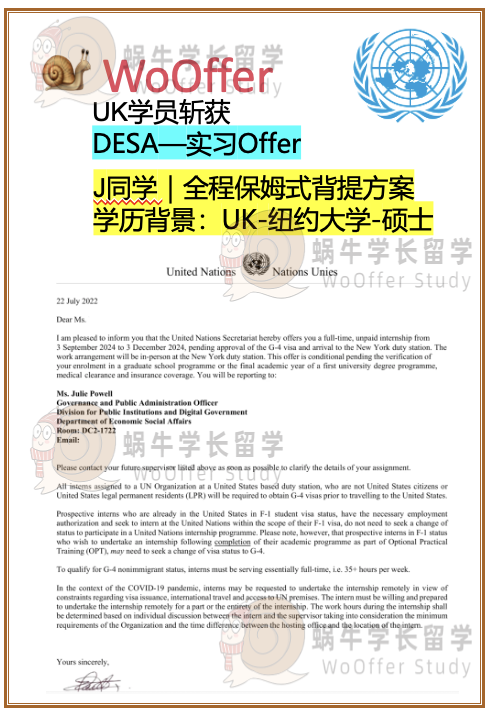 WoOffer
UK学员斩获
DESA—实习Offer
J同学｜全程保姆式背提方案
学历背景：UK-纽约大学-硕士
蜗牛学长留学
WoOffer Study
United Nations Nations Unies
22 July 2022
Dear Ms.
I am pleased to inform you that the United Nations Secretariat hereby offers you a full-time, unpaid internship from
3 September 2024 to 3 December 2024, pending approval of the G-4 visa and arrival to the New York duty station. The
work arrangement will be in-person at the New York duty station. This offer is conditional pending the verification of
your enrolment in a graduate school programme or the final academic year of a first university degree programme,
medical clearance and insurance coverage. You will be reporting to:
Ms. Julie Powell
Governance and Public Administration Officer
Division for Public Institutions and Digital Government
Department of Economic Social Affairs
Room: DC2-1722
Email:
蜗牛学长留学
WoOffer Study
Please contact your future supervisor listed above as soon as possible to clarify the details of your assignment.
All interns assigned to a UN Organization at a United States based duty station, who are not United States citizens or
United States legal permanent residents (LPR) will be required to obtain G-4 visas prior to travelling to the United States.
Prospective interns who are already in the United States in F-1 student visa status, have the necessary employment
authorization and seek to intern at the United Nations within the scope of their F-1 visa, do not need to seek a change of
status to participate in a United Nations internship programme. Please note, however, that prospective interns in F-1 status
who wish to undertake an internship following completion of their academic programme as part of Optional Practical
Training (OPT), may need to seek a change of visa status to G-4.
To qualify for G-4 nonimmigrant status, interns must be serving essentially full-time, i.e. 35+ hours per week.
In the context of the COVID-19 pandemic, interns may be requested to undertake the internship remotely in view of
constraints regarding visa issuance, international travel and access to UN premises. The intern must be willing and prepared
to undertake the internship remotely for a part or the entirety of the internship. The work hours during the internship shall
be determined based on individual discussion between the intern and the supervisor taking into consideration the minimum
requirements of the Organization and the time difference between the hosting office and the location of the intern.
蜗牛学长留学
WoOffer Study
Yours sincerely,